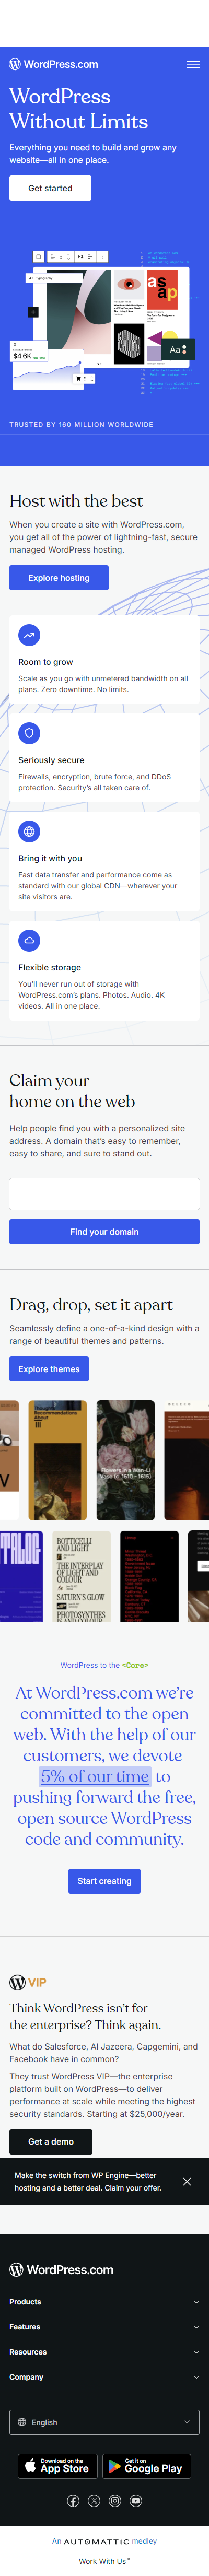 WordPress.com
WordPress
Without Limits
Everything you need to build and grow any
website—all in one place.
Get started
Typography
Aa
$4.6K
TRUSTED BY 160 MILLION WORLDWIDE
Host with the best
When you create a site with WordPress.com,
you get all of the power of lightning-fast, secure
managed WordPress hosting.
Explore hosting
Room to grow
Scale as you go with unmetered bandwidth on all
plans. Zero downtime. No limits.
Seriously secure
Firewalls, encryption, brute force, and DDoS
protection. Security's all taken care of.
Bring it with you
Fast data transfer and performance come as
standard with our global CDN—wherever your
site visitors are.
Flexible storage
You'll never run out of storage with
WordPress.com's plans. Photos. Audio. 4K
videos. All in one place.
Claim your
home on the web
Help people find you with a personalized site
address. A domain that's easy to remember,
easy to share, and sure to stand out.
Find your domain
Drag, drop, set it apart
Seamlessly define a one-of-a-kind design with a
range of beautiful themes and patterns.
Explore themes
Recommendations
About
Flowers in a Wan-Li
Vase (c. 1610 – 1615)
BOTTICELLI
AND LIGHT
THE INTERPLAY
OF LIGHT AND
COLOUR
SATURN'S GLOW
PHOTOSYNTHESIS
WordPress to the <Core>
At WordPress.com we're
committed to the open
web. With the help of our
customers, we devote
5% of our time to
pushing forward the free,
open source WordPress
code and community.
Start creating
VIP
Think WordPress isn't for
the enterprise? Think again.
What do Salesforce, Al Jazeera, Capgemini, and
Facebook have in common?
They trust WordPress VIP—the enterprise
platform built on WordPress—to deliver
performance at scale while meeting the highest
security standards. Starting at $25,000/year.
Get a demo
Make the switch from WP Engine—better
hosting and a better deal. Claim your offer.
WordPress.com
Products
Features
Resources
Company
English
Download on the
App Store
Get it on
Google Play
An AUTOMATTIC medley
Work With Us